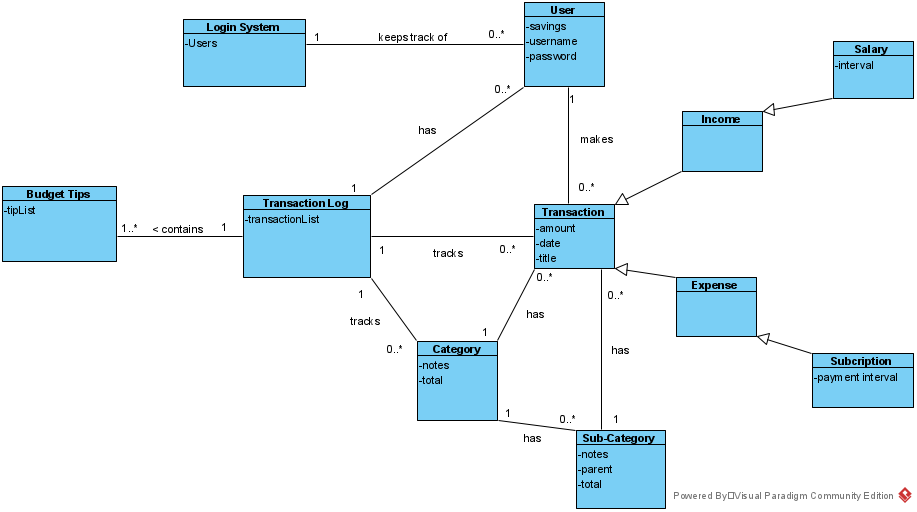 User
-savings
-username
-password
Login System
-Users
1
keeps track of
0..*
Salary
-interval
0..*
1
Income
has
makes
1
0..*
Budget Tips
-tipList
Transaction Log
-transactionList
Transaction
-amount
-date
-title
1..*
< contains
1
1
tracks
0..*
0..*
0..*
Expense
1
tracks
0..*
has
1
has
Category
-notes
-total
Subcription
-payment interval
1
0..*
1
has
Sub-Category
-notes
-parent
-total
Powered By□Visual Paradigm Community Edition